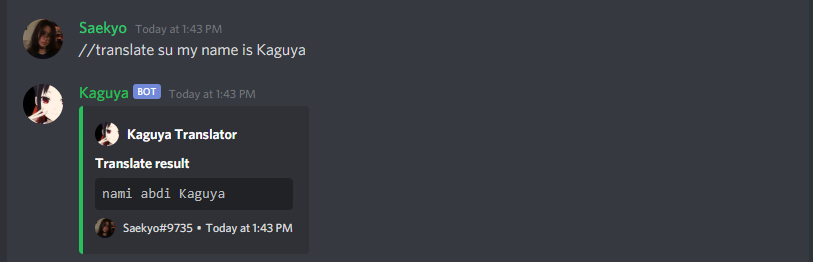 Saekyo Today at 1:43 PM
//translate su my name is Kaguya
Kaguya BOT Today at 1:43 PM
Kaguya Translator
Translate result
nami abdi Kaguya
Saekyo#9735 • Today at 1:43 PM